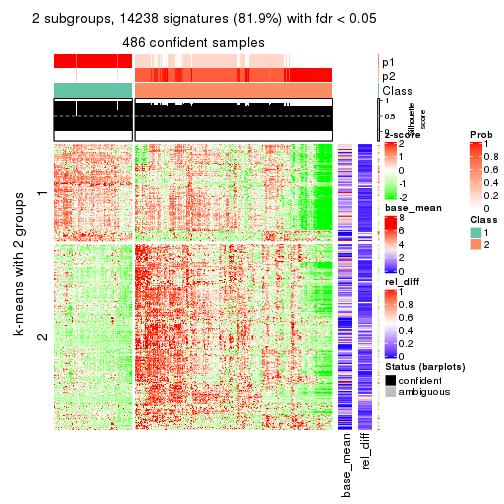 2 subgroups, 14238 signatures (81.9%) with fdr < 0.05
486 confident samples
p1
p2
Class
1
0.5
0
Silhouette
score
k-means with 2 groups
1
2
base_mean
rel_diff
z-score
2
1
0
-1
-2
base_mean
8
6
4
2
0
rel_diff
1
0.8
0.6
0.4
0.2
0
Status (barplots)
confident
ambiguous
Prob
1
0.8
0.6
0.4
0.2
0
Class
1
2